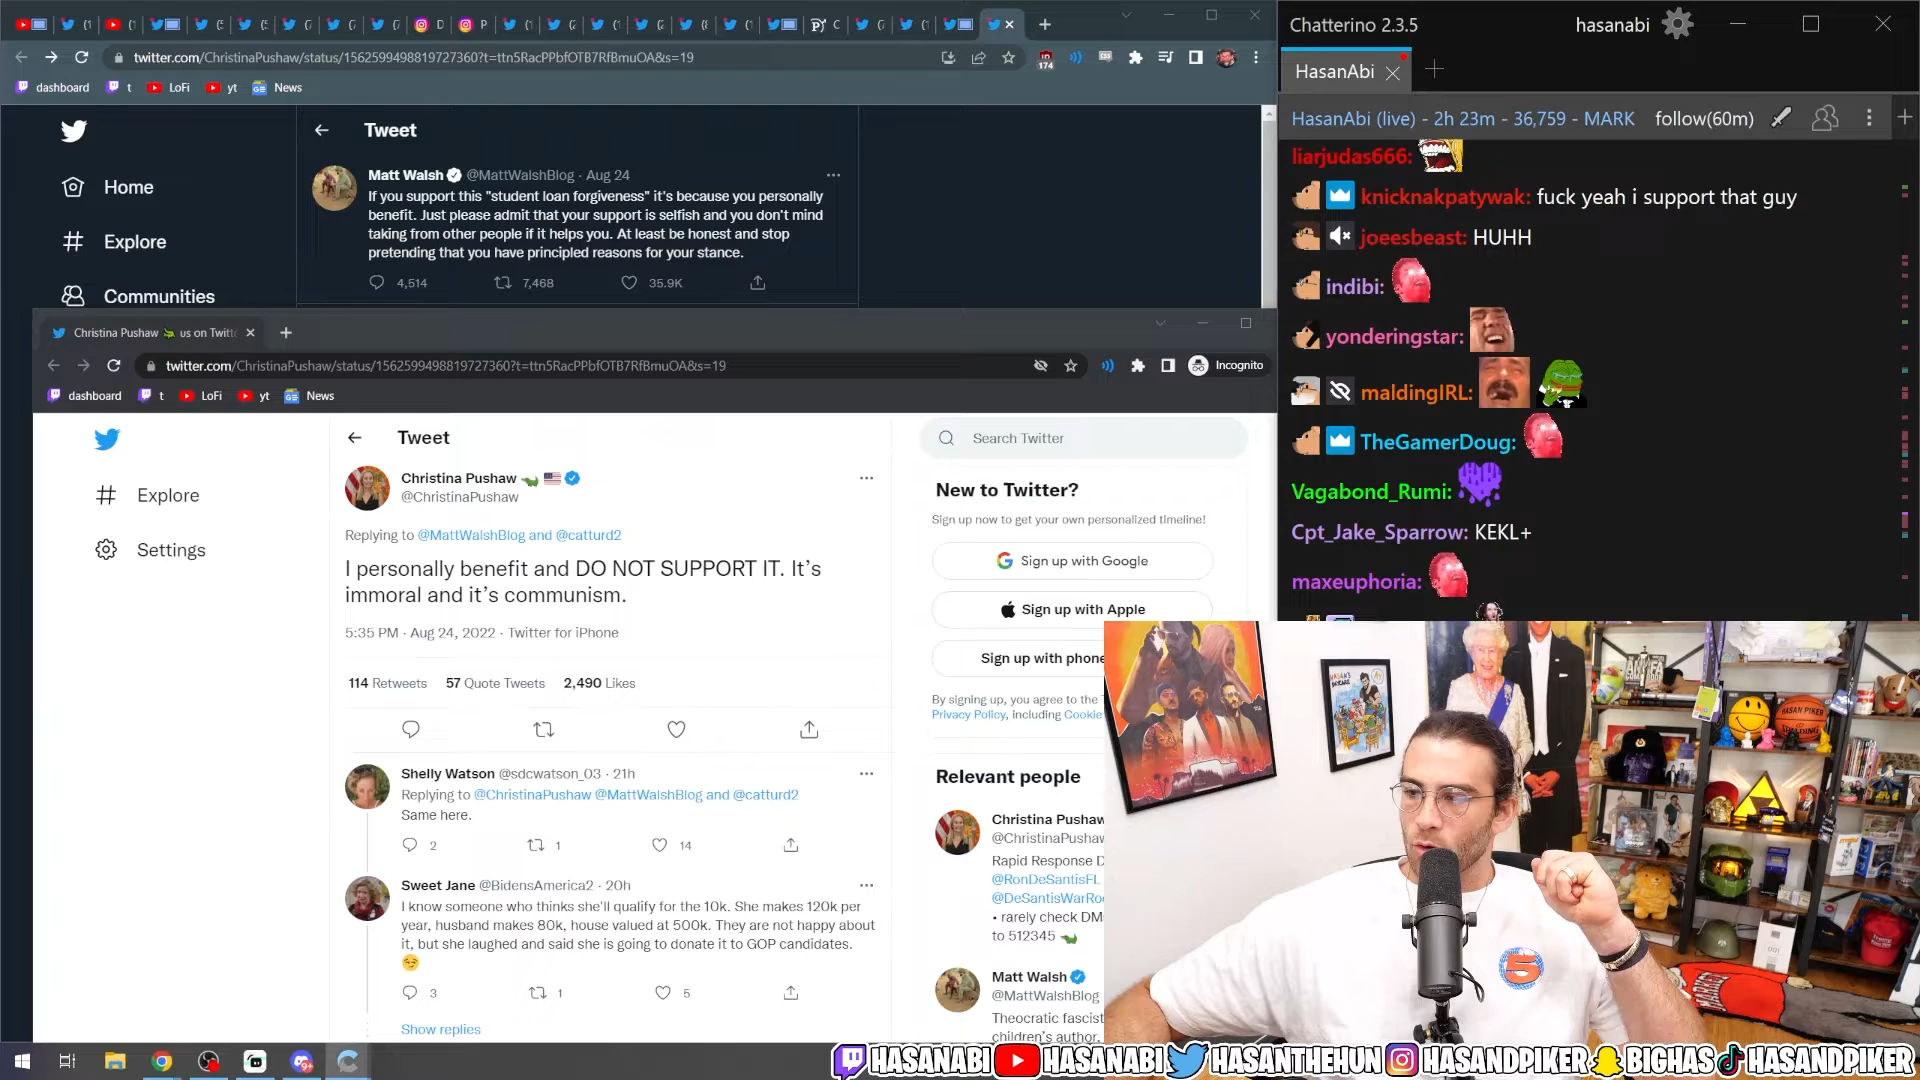 twitter.com/ChristinaPushaw/status/1562599498819727360?t=ttn5RacPPbfOTB7RfBmuOA&s=19
174
dashboard
t
LoFi
yt
News
Tweet
Home
Explore
Communities
Matt Walsh @MattWalshBlog · Aug 24
If you support this "student loan forgiveness" it's because you personally
benefit. Just please admit that your support is selfish and you don't mind
taking from other people if it helps you. At least be honest and stop
pretending that you have principled reasons for your stance.
4,514
7,468
35.9K
Christina Pushaw 🐊 us on Twitt
twitter.com/ChristinaPushaw/status/1562599498819727360?t=ttn5RacPPbfOTB7RfBmuOA&s=19
Incognito
dashboard
t
LoFi
yt
News
Explore
Settings
Tweet
Christina Pushaw 🐊 🇺🇸
@ChristinaPushaw
Replying to @MattWalshBlog and @catturd2
I personally benefit and DO NOT SUPPORT IT. It's
immoral and it's communism.
5:35 PM · Aug 24, 2022 · Twitter for iPhone
114 Retweets 57 Quote Tweets 2,490 Likes
Shelly Watson @sdcwatson_03 · 21h
Replying to @ChristinaPushaw @MattWalshBlog and @catturd2
Same here.
2
1
14
Sweet Jane @BidensAmerica2 · 20h
I know someone who thinks she'll qualify for the 10k. She makes 120k per
year, husband makes 80k, house valued at 500k. They are not happy about
it, but she laughed and said she is going to donate it to GOP candidates.
😏
3
1
5
Show replies
Search Twitter
New to Twitter?
Sign up now to get your own personalized timeline!
Sign up with Google
Sign up with Apple
Sign up with phone
By signing up, you agree to the
Privacy Policy, including Cookie
Relevant people
Christina Pushaw
@ChristinaPushaw
Rapid Response D
@RonDeSantisFL
@DeSantisWarRo
• rarely check DM
to 512345 🐊
Matt Walsh
@MattWalshBlog
Theocratic fascist
children's author,
Chatterino 2.3.5
hasanabi
HasanAbi
HasanAbi (live) - 2h 23m - 36,759 - MARK
follow(60m)
liarjudas666:
knicknakpatywak: fuck yeah i support that guy
joeesbeast: HUHH
indibi:
yonderingstar:
maldingIRL:
TheGamerDoug:
Vagabond_Rumi:
Cpt_Jake_Sparrow: KEKL+
maxeuphoria:
HASAN PIKER
5
HASANABI HASANABI HASANTHEHUN HASANDPIKER BIGHAS HASANDPIKER